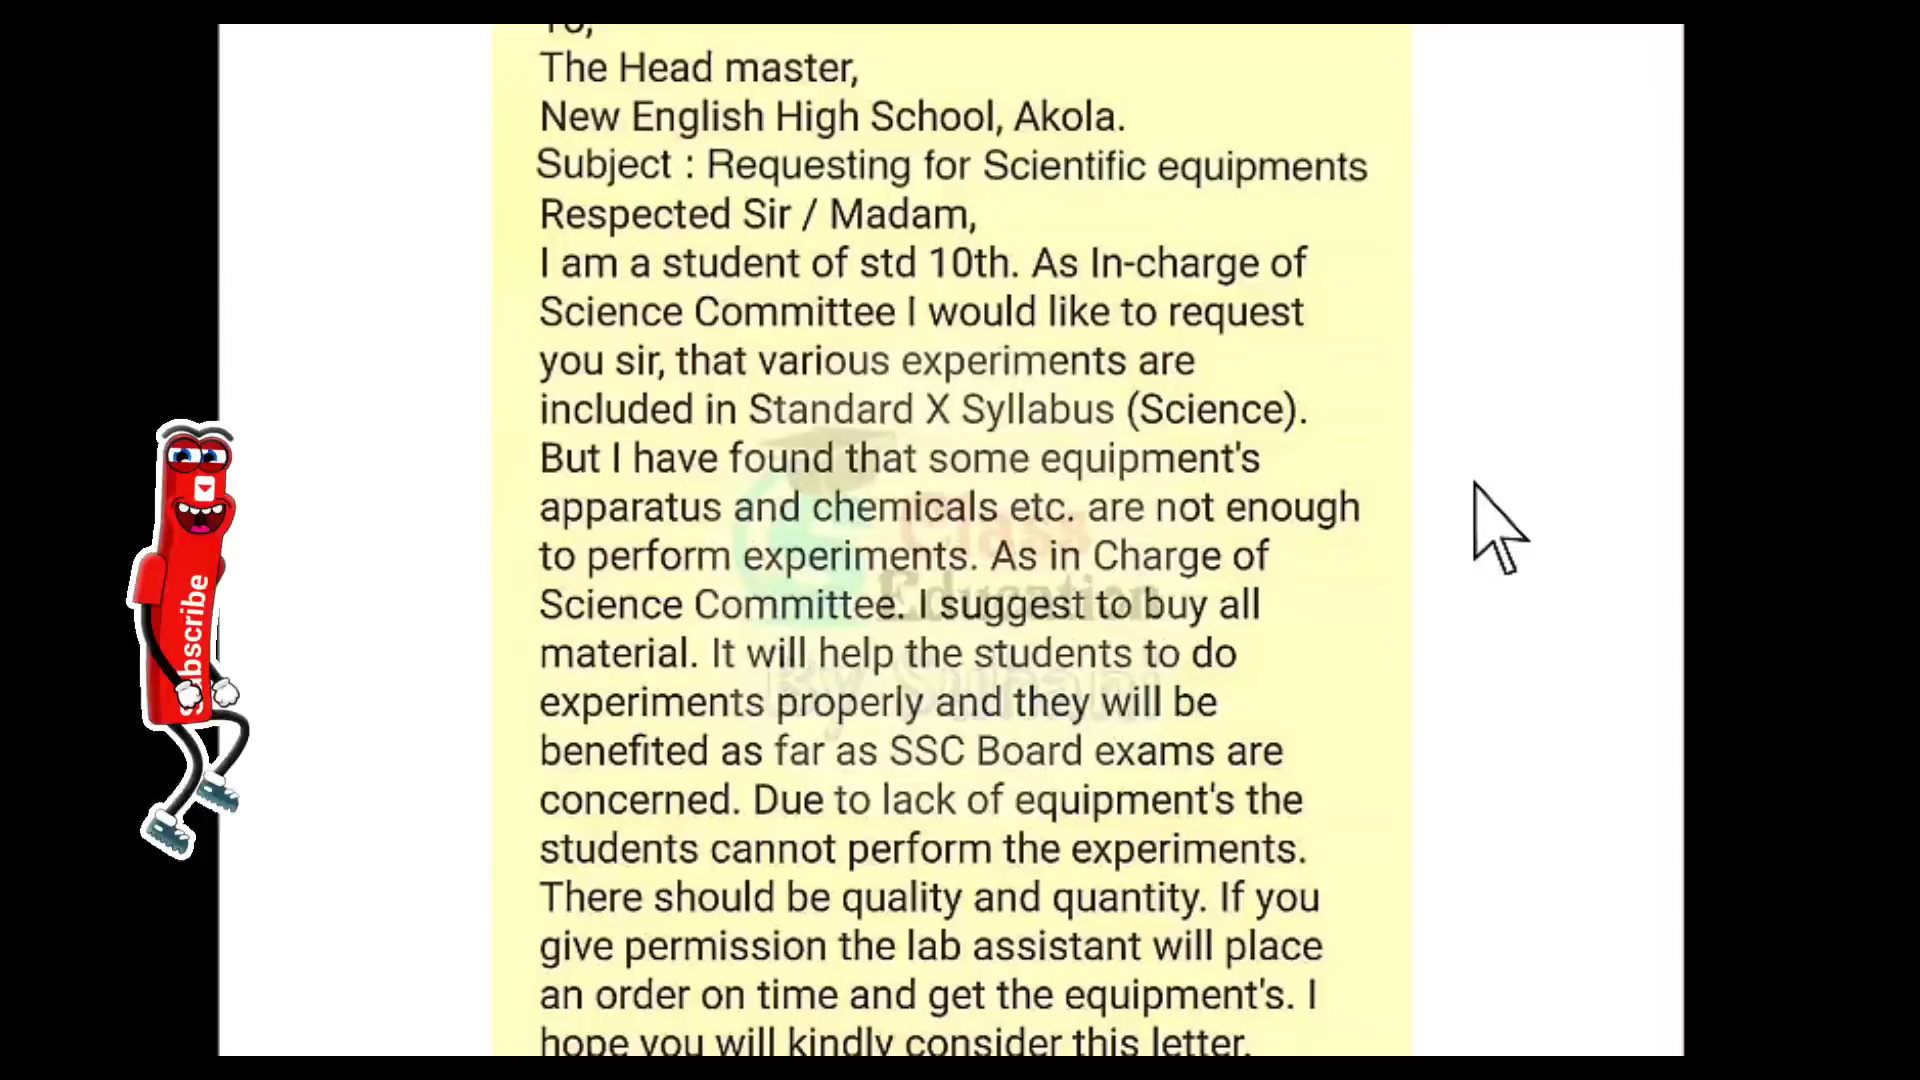 To,
The Head master,
New English High School, Akola.
Subject : Requesting for Scientific equipments
Respected Sir / Madam,
I am a student of std 10th. As In-charge of
Science Committee I would like to request
you sir, that various experiments are
included in Standard X Syllabus (Science).
But I have found that some equipment's
apparatus and chemicals etc. are not enough
to perform experiments. As in Charge of
Science Committee. I suggest to buy all
material. It will help the students to do
experiments properly and they will be
benefited as far as SSC Board exams are
concerned. Due to lack of equipment's the
students cannot perform the experiments.
There should be quality and quantity. If you
give permission the lab assistant will place
an order on time and get the equipment's. I
hope you will kindly consider this letter.
Class
Education
By
Subscribe